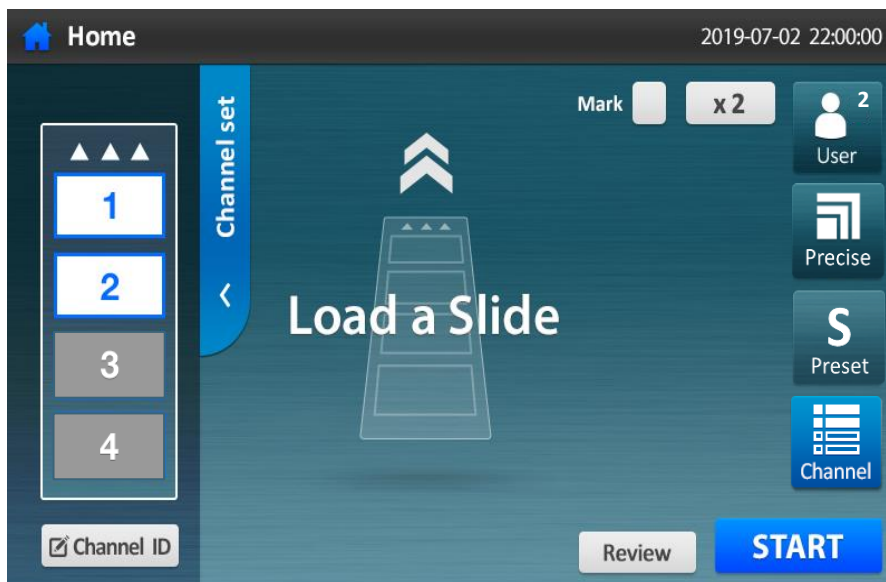 Home
2019-07-02 22:00:00
Channel set
Mark
x 2
2
User
1
2
3
4
Precise
Load a Slide
S
Preset
Channel
Channel ID
Review
START